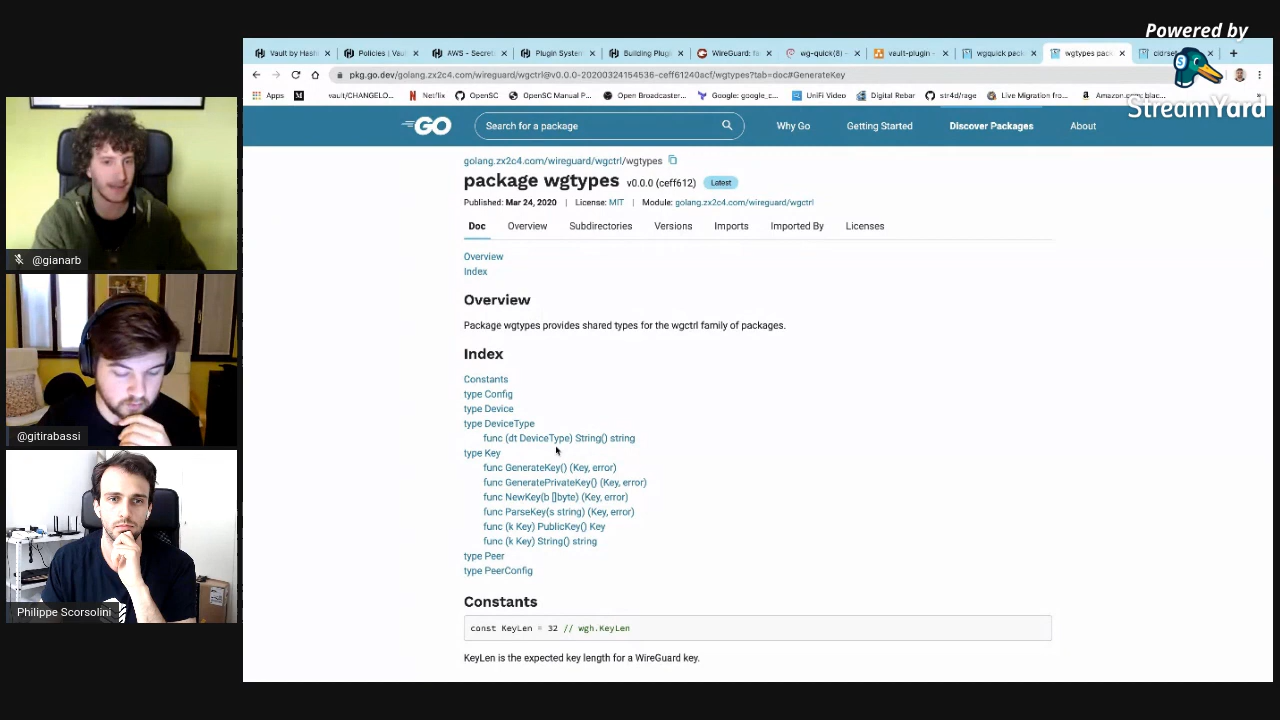 Powered by
StreamYard
Vault by Hashi
Policies | Vau
AWS - Secret
Plugin System
Building Plug
WireGuard: fa
wg-quick(8) -
vault-plugin -
wgquick pack
wgtypes pack
cidrset
pkg.go.dev/golang.zx2c4.com/wireguard/wgctrl@v0.0.0-20200324154536-ceff61240acf/wgtypes?tab=doc#GenerateKey
Apps
vault/CHANGELO...
Netflix
OpenSC
OpenSC Manual P...
Open Broadcaster...
Google: google_c...
UniFi Video
Digital Rebar
str4d/rage
Live Migration from...
Amazon.com: blac...
GO
Search for a package
Why Go
Getting Started
Discover Packages
About
golang.zx2c4.com/wireguard/wgctrl/wgtypes
package wgtypes v0.0.0 (ceff612) Latest
Published: Mar 24, 2020 | License: MIT | Module: golang.zx2c4.com/wireguard/wgctrl
Doc Overview Subdirectories Versions Imports Imported By Licenses
Overview
Index
Overview
Package wgtypes provides shared types for the wgctrl family of packages.
Index
Constants
type Config
type Device
type DeviceType
func (dt DeviceType) String() string
type Key
func GenerateKey() (Key, error)
func GeneratePrivateKey() (Key, error)
func NewKey(b []byte) (Key, error)
func ParseKey(s string) (Key, error)
func (k Key) PublicKey() Key
func (k Key) String() string
type Peer
type PeerConfig
Constants
const KeyLen = 32 // wgh.KeyLen
KeyLen is the expected key length for a WireGuard key.
@gianarb
@gitirabassi
Philippe Scorsolini